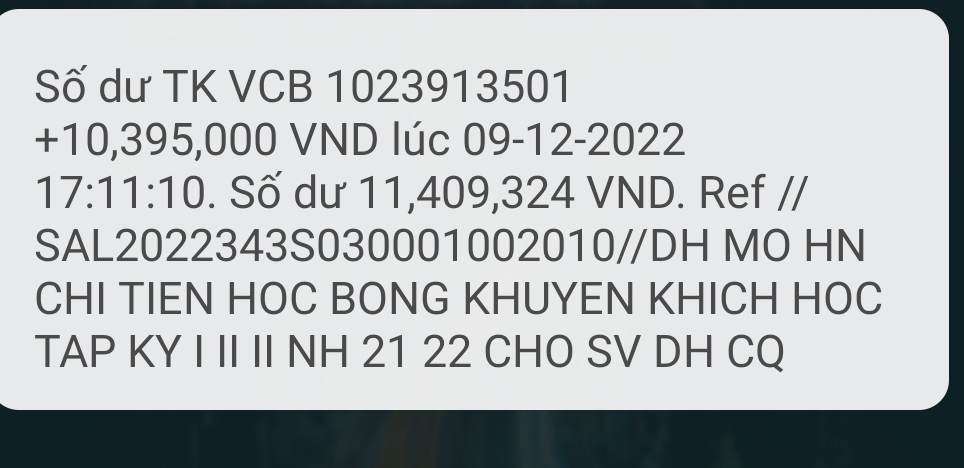 Số dư TK VCB 1023913501
+10,395,000 VND lúc 09-12-2022
17:11:10. Số dư 11,409,324 VND. Ref //
SAL2022343S030001002010//DH MO HN
CHI TIEN HOC BONG KHUYEN KHICH HOC
TAP KY I II II NH 21 22 CHO SV DH CQ